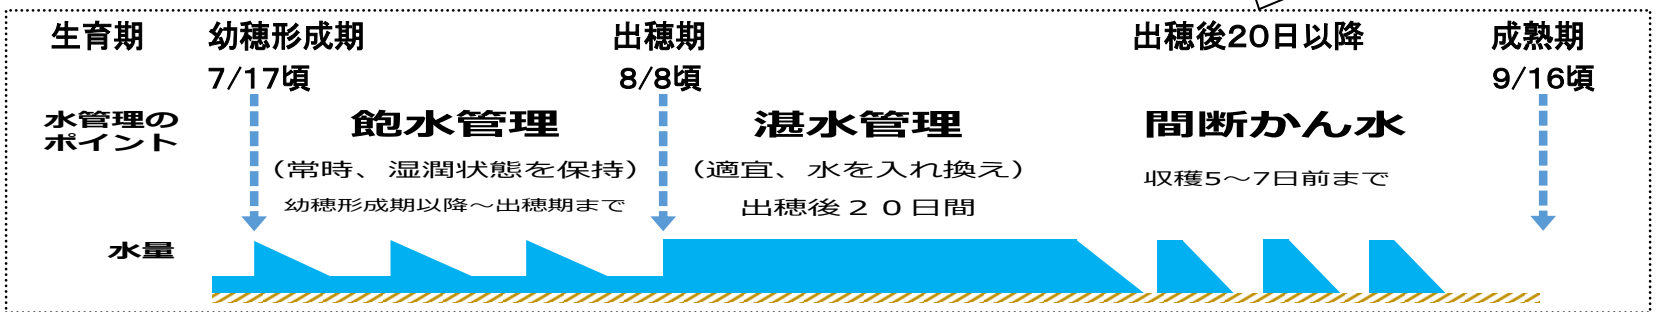 生育期 幼穂形成期 出穂期 出穂後20日以降 成熟期
7/17頃 8/8頃 9/16頃
水管理の
ポイント
飽水管理 湛水管理 間断かん水
(常時、湿潤状態を保持) (適宜、水を入れ換え) 収穫5～7日前まで
幼穂形成期以降～出穂期まで 出穂後20日間
水量